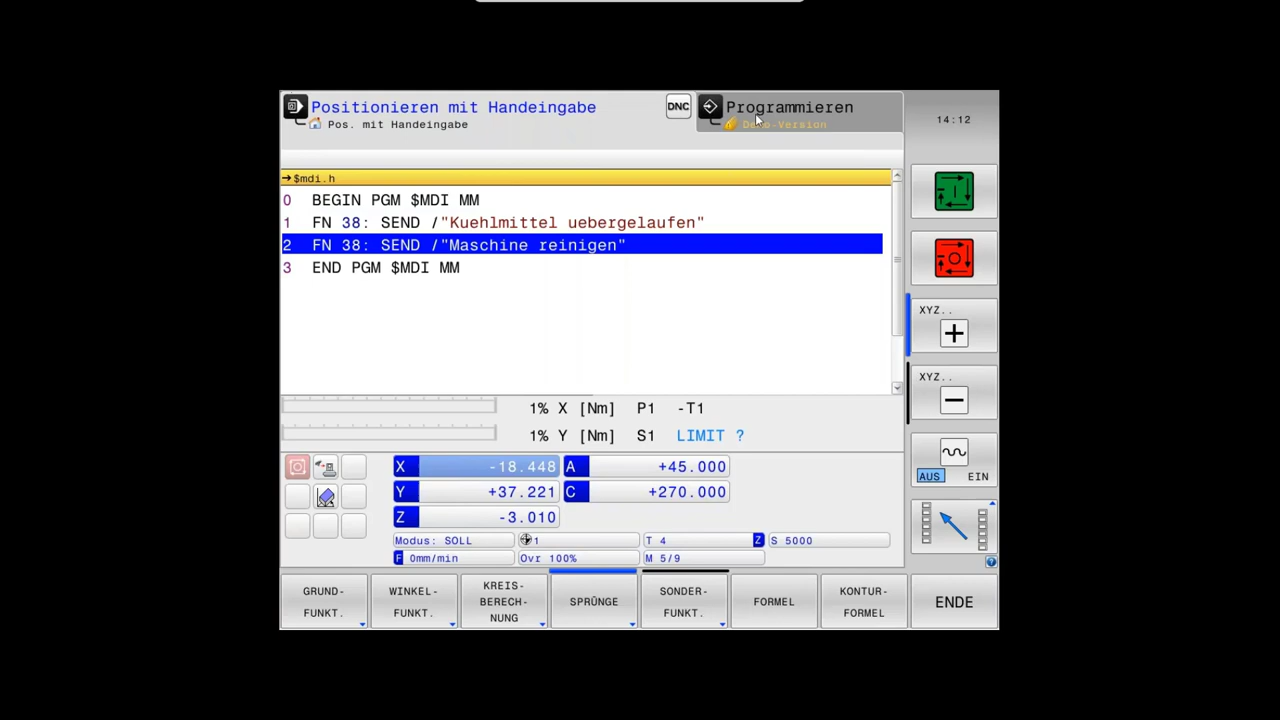 Positionieren mit Handeingabe
DNC
Programmieren
Pos. mit Handeingabe
Demo-Version
14:12
→$mdi.h
0 BEGIN PGM $MDI MM
1 FN 38: SEND /"Kuehlmittel uebergelaufen"
2 FN 38: SEND /"Maschine reinigen"
3 END PGM $MDI MM
XYZ..
+
XYZ..
−
AUS EIN
1% X [Nm] P1 -T1
1% Y [Nm] S1 LIMIT ?
X -18.448 A +45.000
Y +37.221 C +270.000
Z -3.010
Modus: SOLL 1 T 4 Z S 5000
F 0mm/min Ovr 100% M 5/9
GRUND-
FUNKT.
WINKEL-
FUNKT.
KREIS-
BERECH-
NUNG
SPRÜNGE
SONDER-
FUNKT.
FORMEL
KONTUR-
FORMEL
ENDE